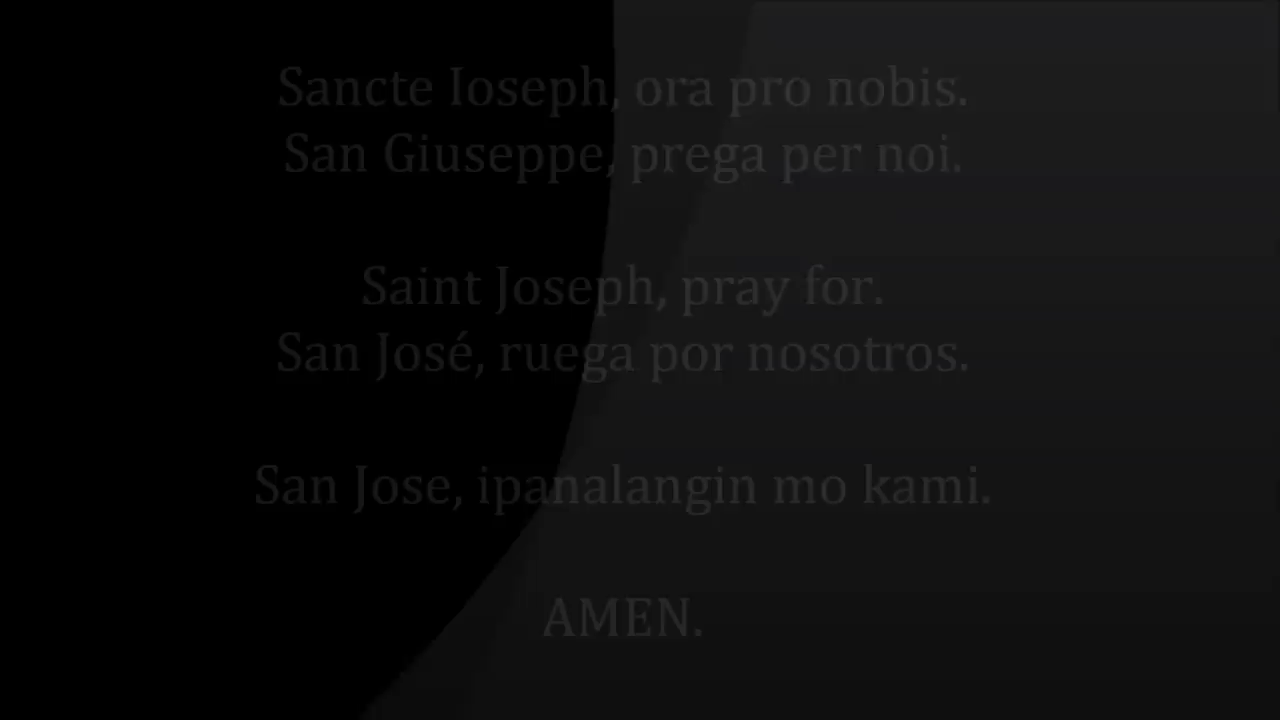 Sancte Ioseph, ora pro nobis.
San Giuseppe, prega per noi.
Saint Joseph, pray for.
San José, ruega por nosotros.
San Jose, ipanalangin mo kami.
AMEN.